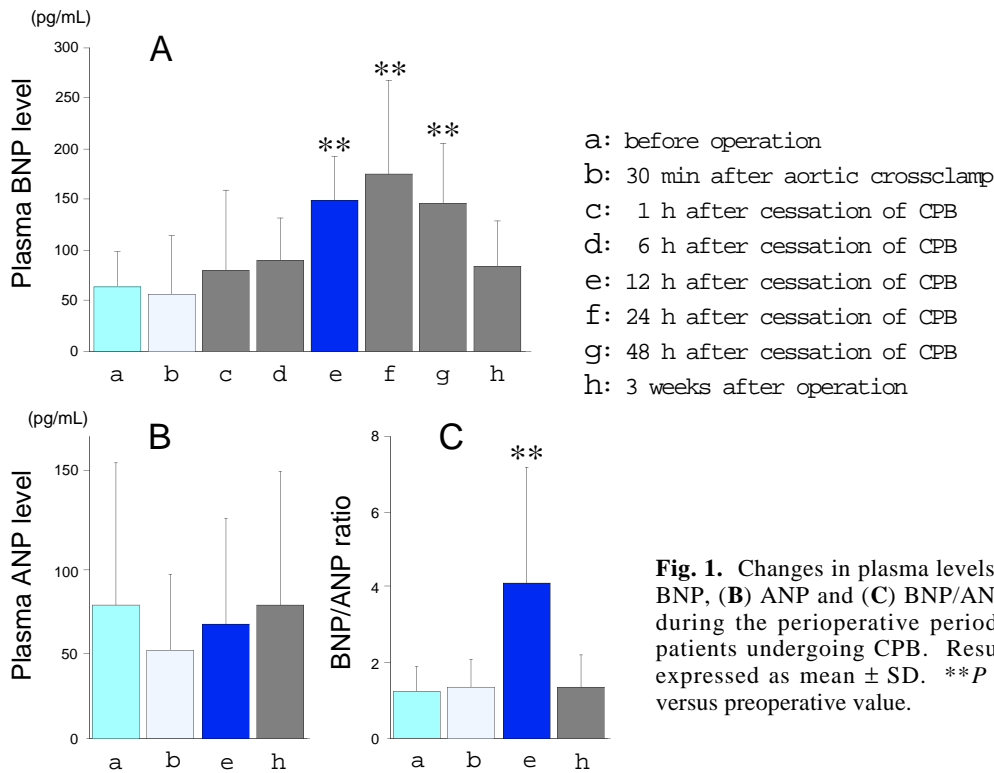 (pg/mL)
A
Plasma BNP level
300
250
200
150
100
50
0
**
**
**
a b c d e f g h
a: before operation
b: 30 min after aortic crossclamp
c: 1 h after cessation of CPB
d: 6 h after cessation of CPB
e: 12 h after cessation of CPB
f: 24 h after cessation of CPB
g: 48 h after cessation of CPB
h: 3 weeks after operation
(pg/mL)
B
Plasma ANP level
150
100
50
0
a b e h
C
BNP/ANP ratio
8
6
4
2
0
**
a b e h
Fig. 1. Changes in plasma levels
BNP, (B) ANP and (C) BNP/AN
during the perioperative period
patients undergoing CPB. Resu
expressed as mean ± SD. **P
versus preoperative value.